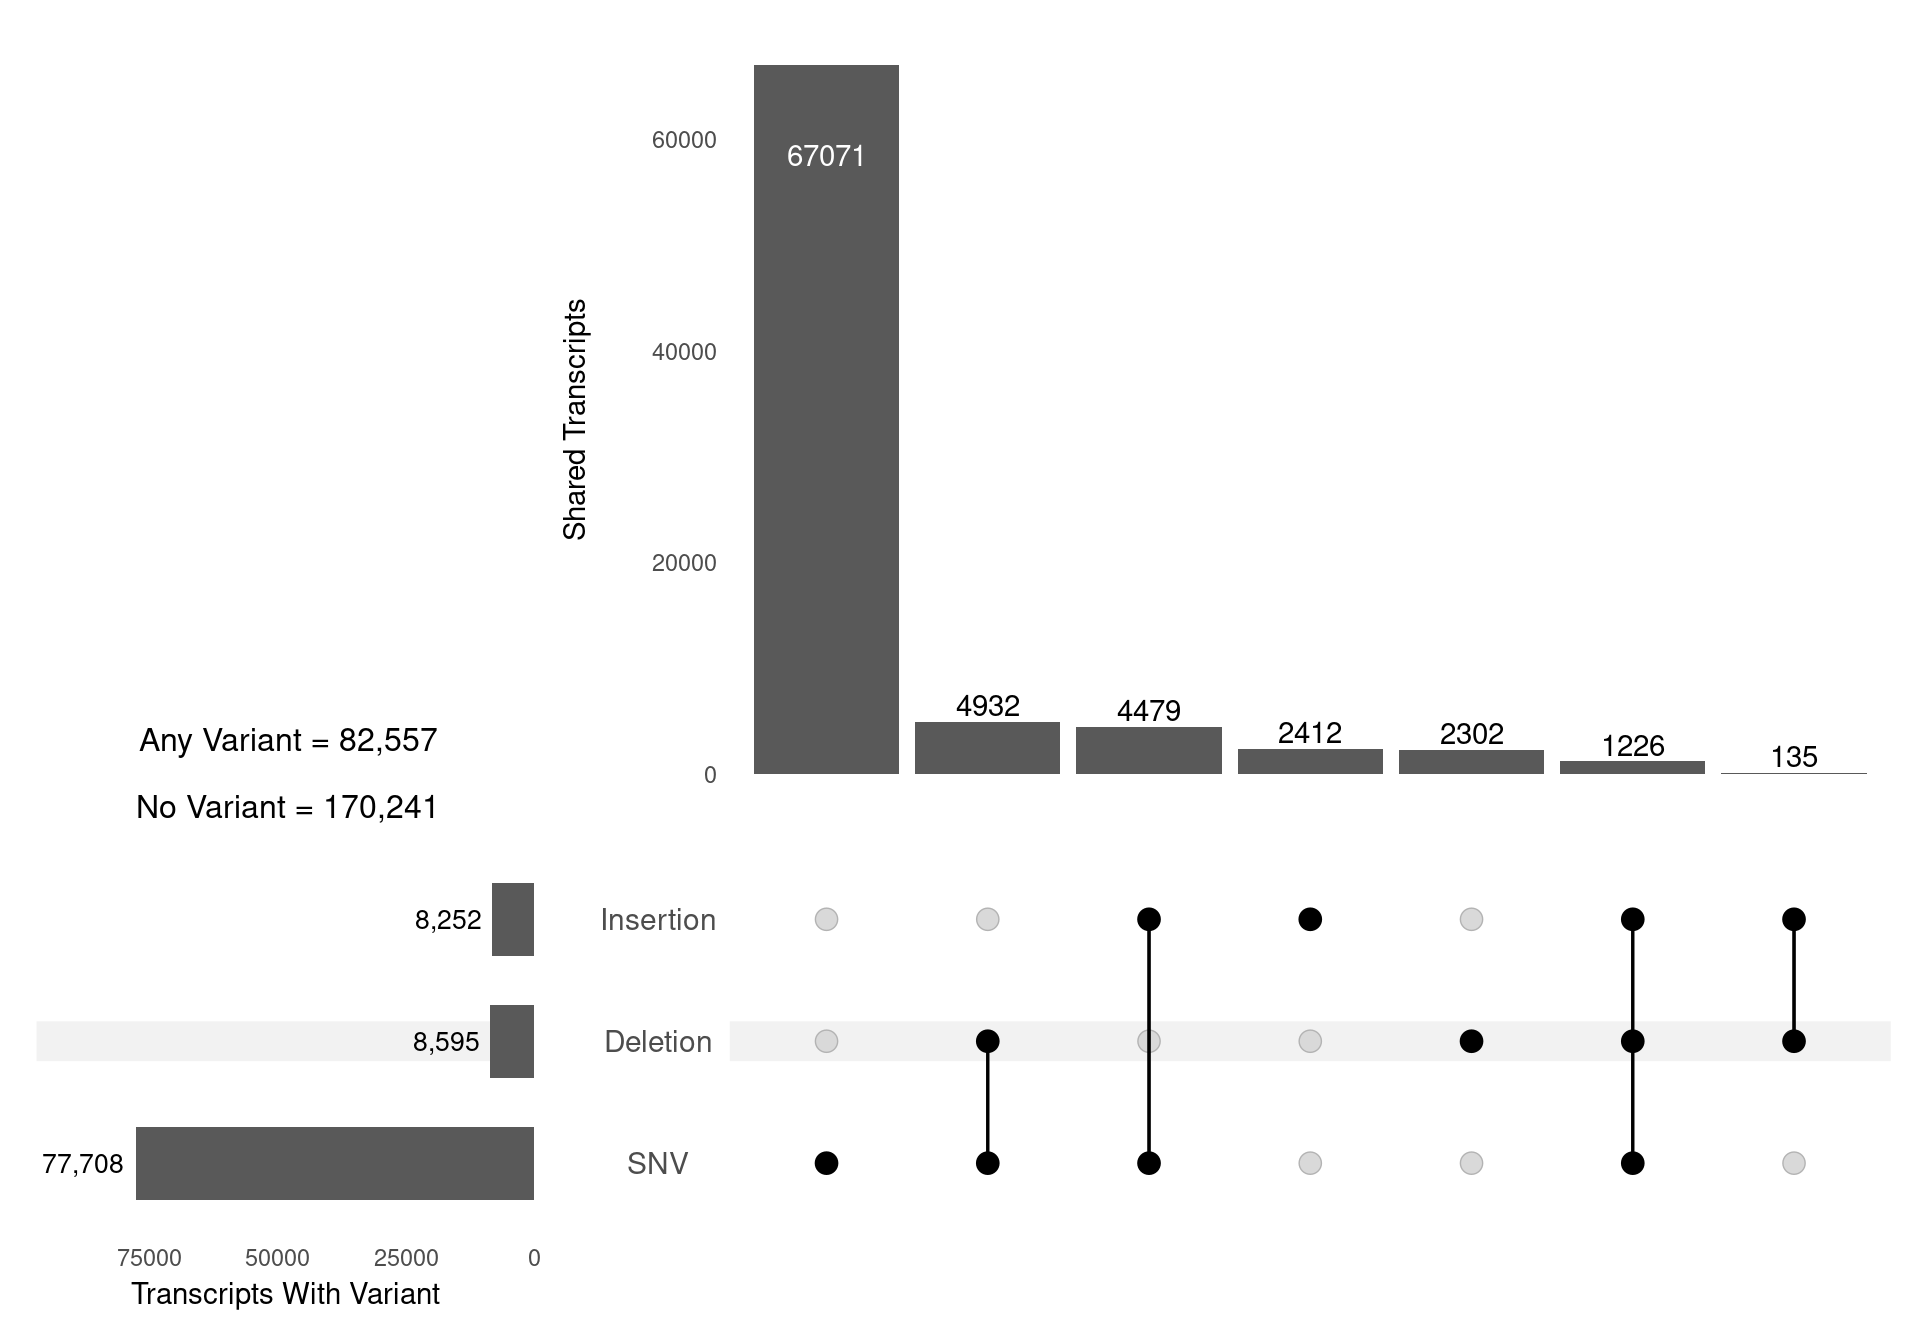 60000
40000
20000
0
Shared Transcripts
67071
4932
4479
2412
2302
1226
135
Any Variant = 82,557
No Variant = 170,241
8,252
8,595
77,708
75000 50000 25000 0
Transcripts With Variant
Insertion
Deletion
SNV